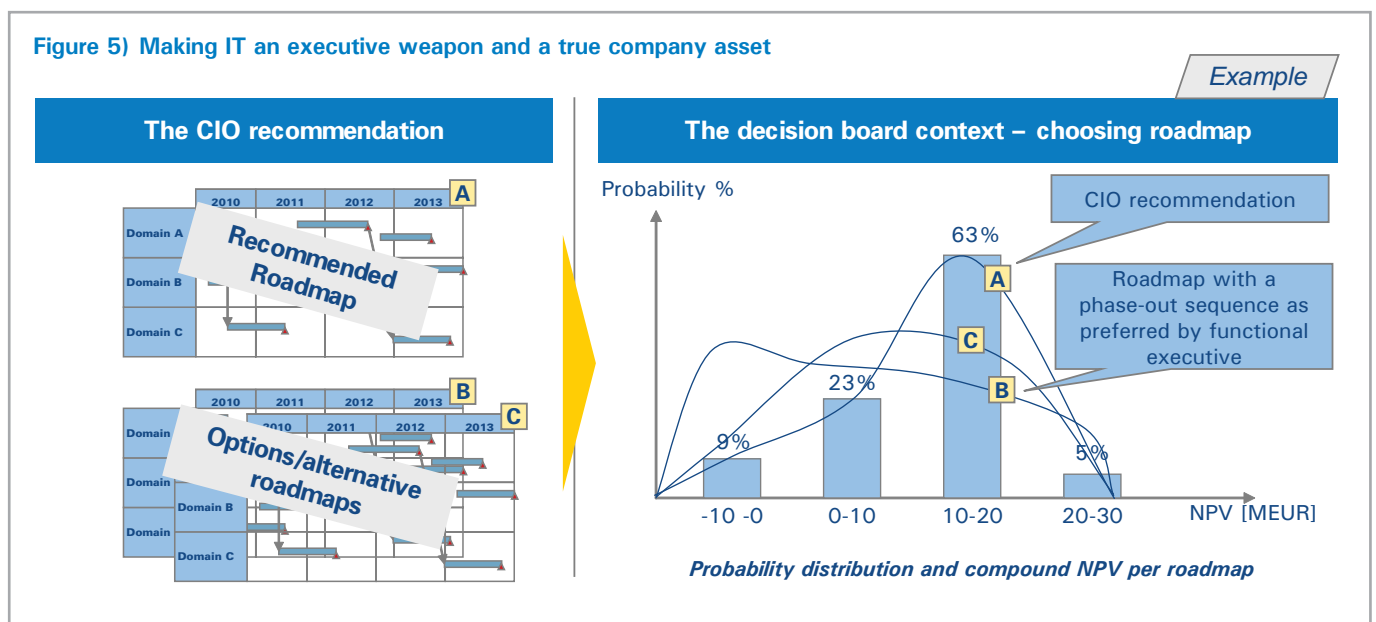 Figure 5) Making IT an executive weapon and a true company asset
Example
The CIO recommendation
The decision board context – choosing roadmap
A
2010 2011 2012 2013
Domain A
Domain B
Domain C
Recommended
Roadmap
B
2010 2011 2012 2013
C
2010 2011 2012 2013
Domain
Domain
Domain B
Domain
Domain C
Options/alternative
roadmaps
Probability %
CIO recommendation
63%
A
Roadmap with a
phase-out sequence as
preferred by functional
executive
C
B
23%
9%
5%
-10 -0 0-10 10-20 20-30 NPV [MEUR]
Probability distribution and compound NPV per roadmap